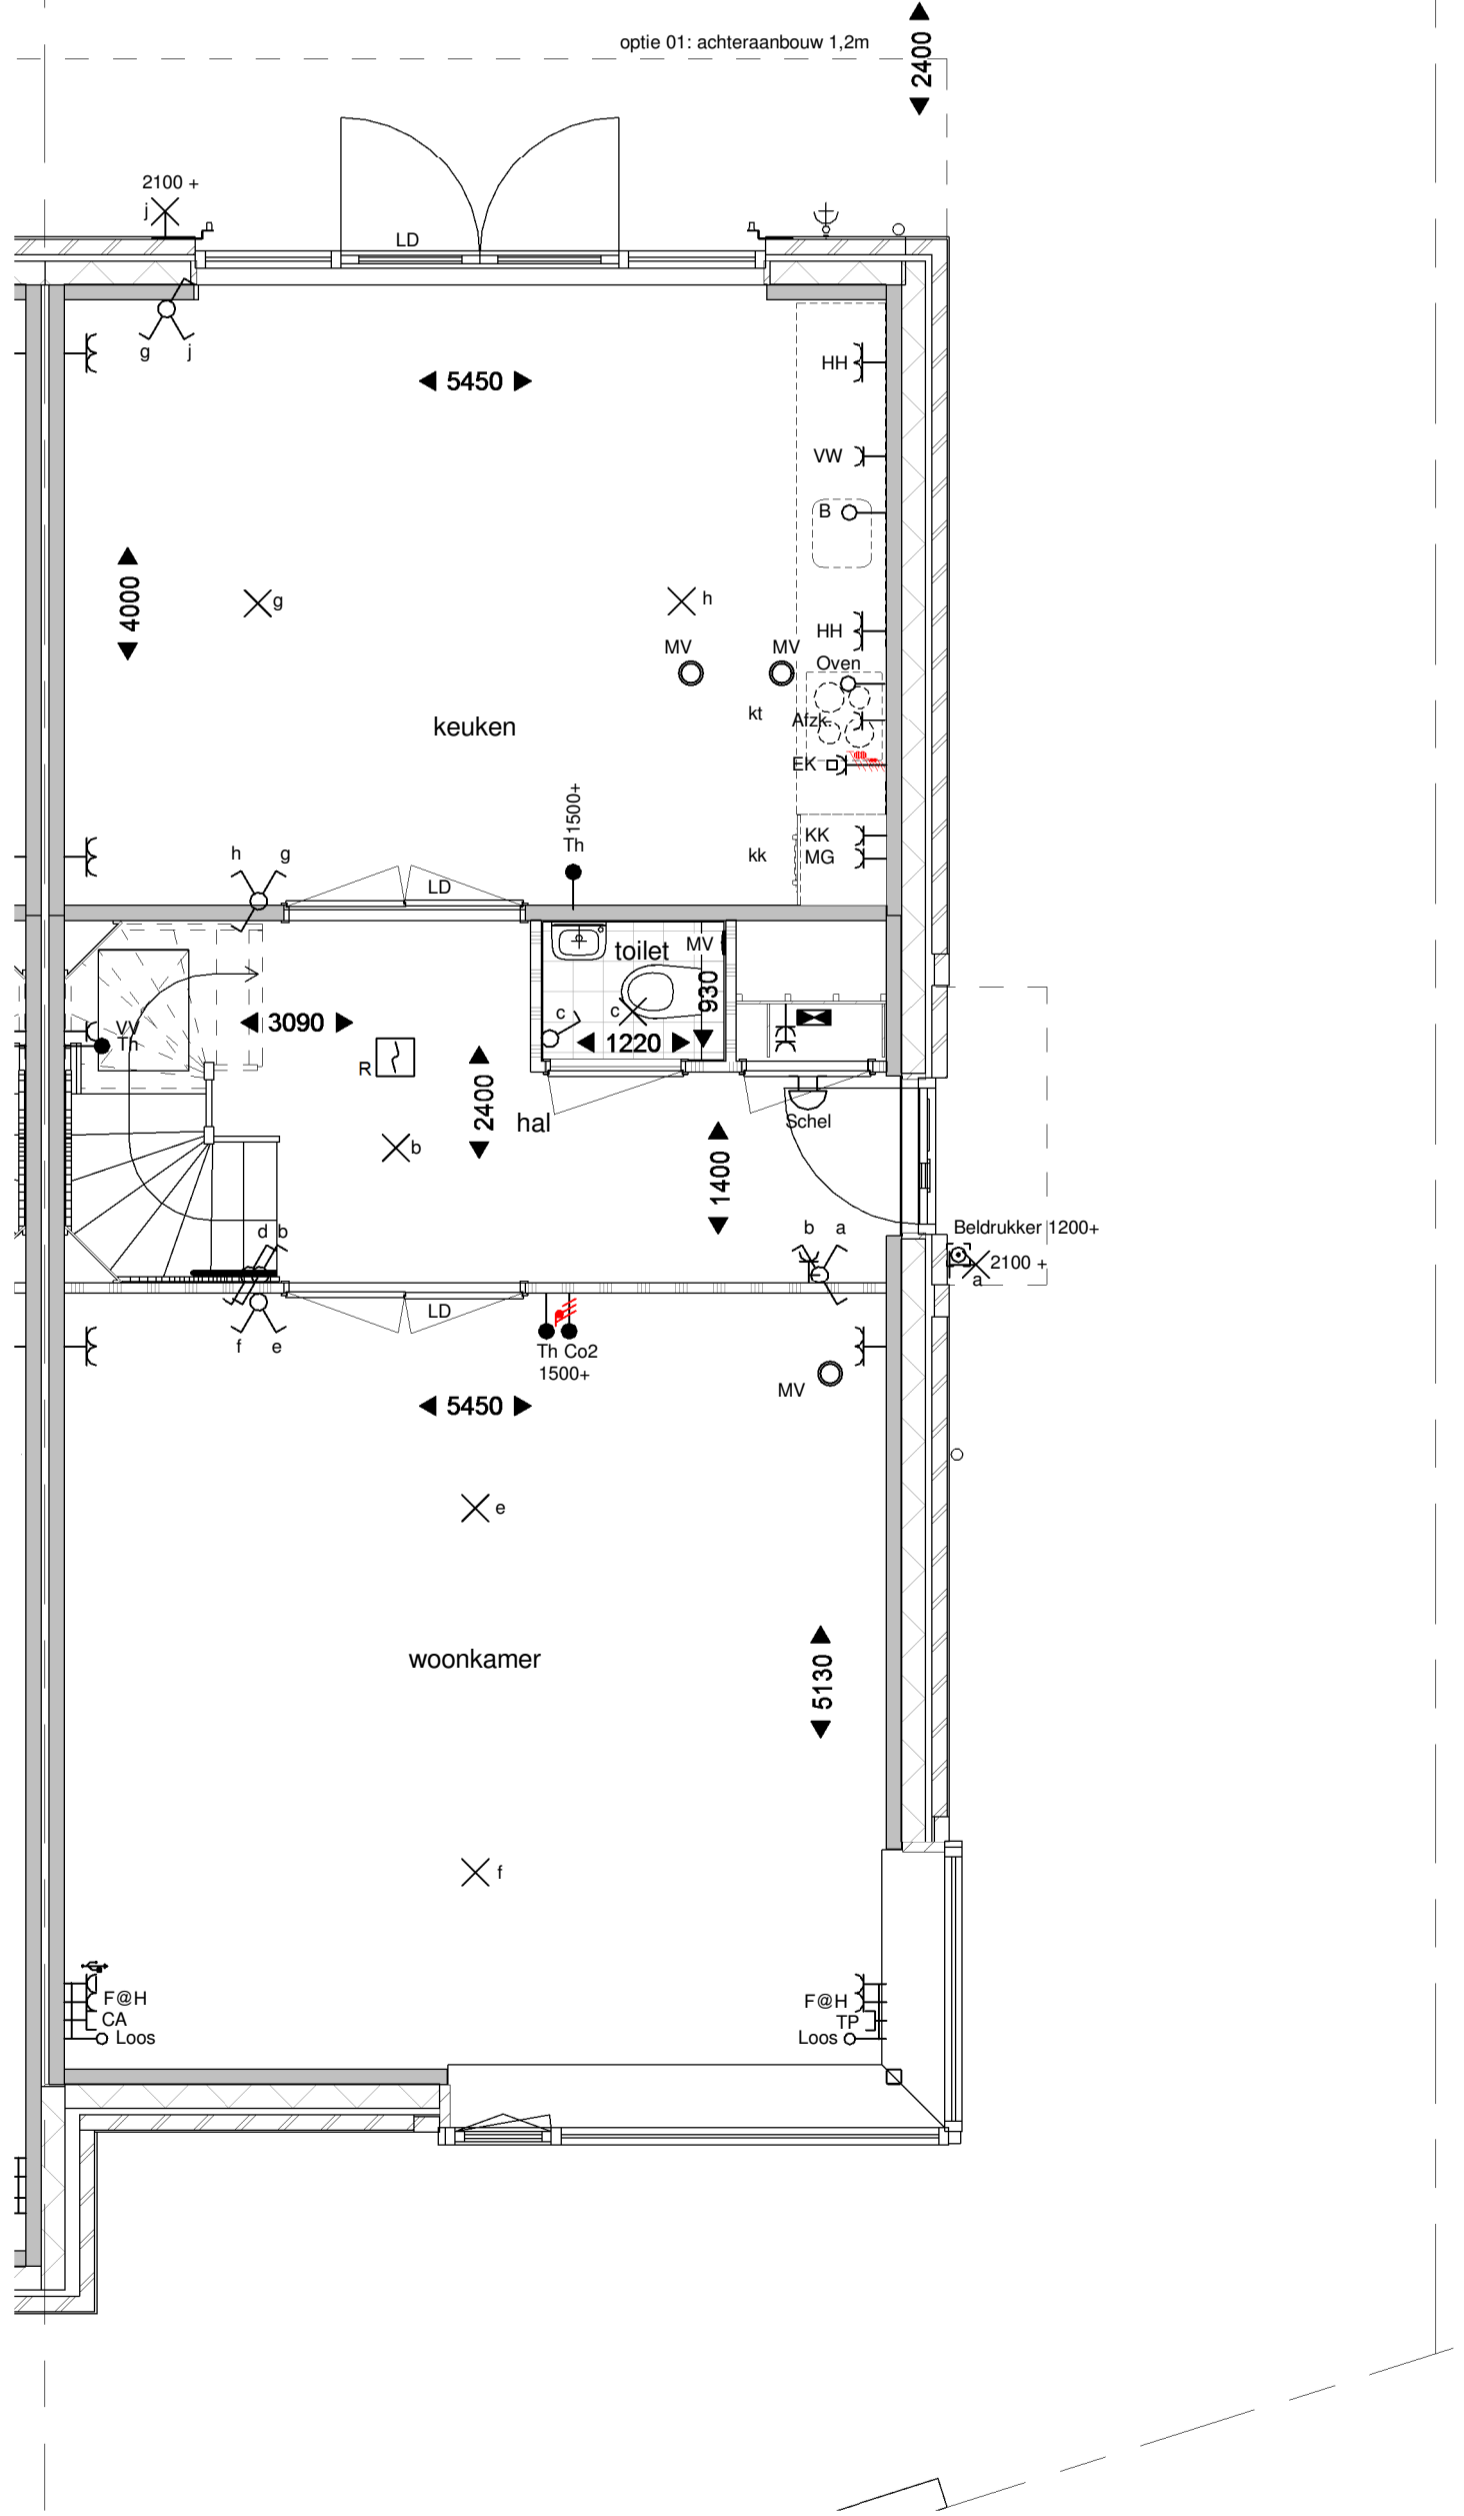 optie 01: achteraanbouw 1,2m
2400
2100 +
j
LD
g
j
5450
HH
VW
B
4000
g
h
MV
MV
HH
Oven
kt
Afzk.
keuken
EK
1500+
Th
KK
MG
kk
h
g
LD
toilet
MV
930
c
c
1220
3090
VV
Th
R
2400
hal
Schel
b
1400
d
b
b
a
Beldrukker 1200+
2100 +
a
LD
f
e
Th Co2
1500+
MV
5450
e
woonkamer
5130
f
F@H
CA
Loos
F@H
TP
Loos